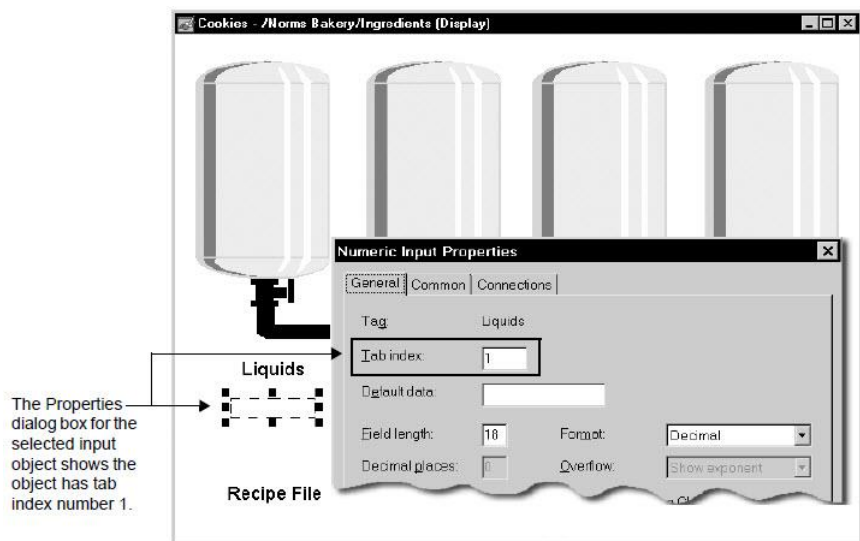 Cookies - /Norms Bakery/Ingredients (Display)
Numeric Input Properties
General Common Connections
Tag: Liquids
Tab index: 1
Default data:
Field length: 18 Format: Decimal
Decimal places: 0 Overflow: Show exponent
Liquids
Recipe File
The Properties
dialog box for the
selected input
object shows the
object has tab
index number 1.